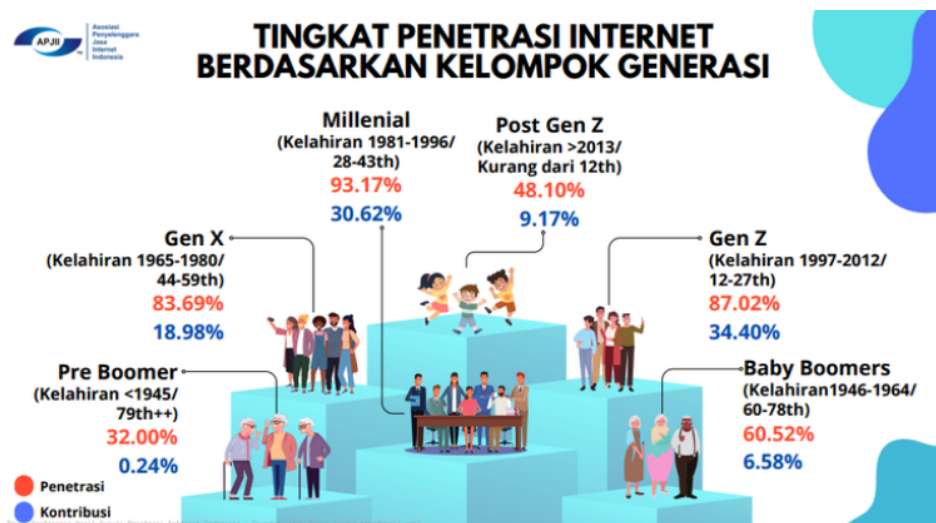 APJII
Asosiasi
Penyelenggara
Jasa
Internet
Indonesia
TINGKAT PENETRASI INTERNET
BERDASARKAN KELOMPOK GENERASI
Millenial
(Kelahiran 1981-1996/
28-43th)
93.17%
30.62%
Post Gen Z
(Kelahiran >2013/
Kurang dari 12th)
48.10%
9.17%
Gen X
(Kelahiran 1965-1980/
44-59th)
83.69%
18.98%
Gen Z
(Kelahiran 1997-2012/
12-27th)
87.02%
34.40%
Pre Boomer
(Kelahiran <1945/
79th++)
32.00%
0.24%
Baby Boomers
(Kelahiran1946-1964/
60-78th)
60.52%
6.58%
Penetrasi
Kontribusi